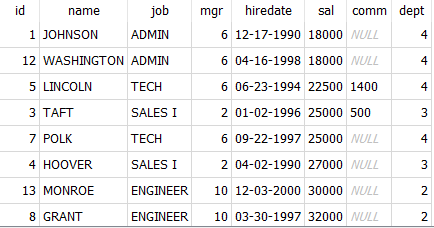 id name job mgr hiredate sal comm dept
1 JOHNSON ADMIN 6 12-17-1990 18000 NULL 4
12 WASHINGTON ADMIN 6 04-16-1998 18000 NULL 4
5 LINCOLN TECH 6 06-23-1994 22500 1400 4
3 TAFT SALES I 2 01-02-1996 25000 500 3
7 POLK TECH 6 09-22-1997 25000 NULL 4
4 HOOVER SALES I 2 04-02-1990 27000 NULL 3
13 MONROE ENGINEER 10 12-03-2000 30000 NULL 2
8 GRANT ENGINEER 10 03-30-1997 32000 NULL 2